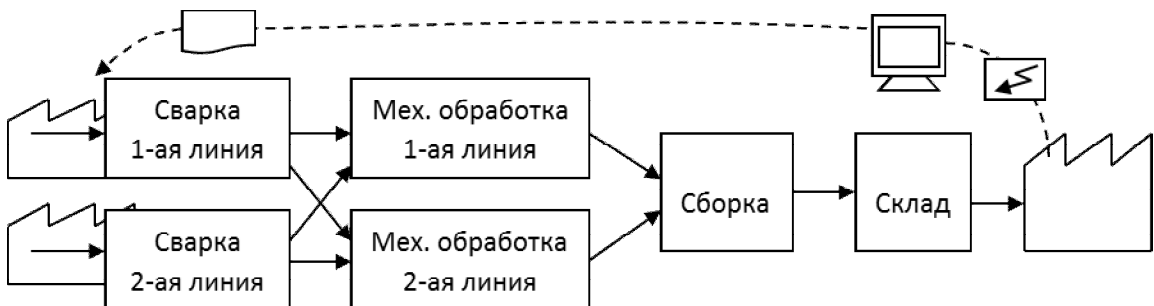 Сварка
1-ая линия
Мех. обработка
1-ая линия
Сварка
2-ая линия
Мех. обработка
2-ая линия
Сборка
Склад